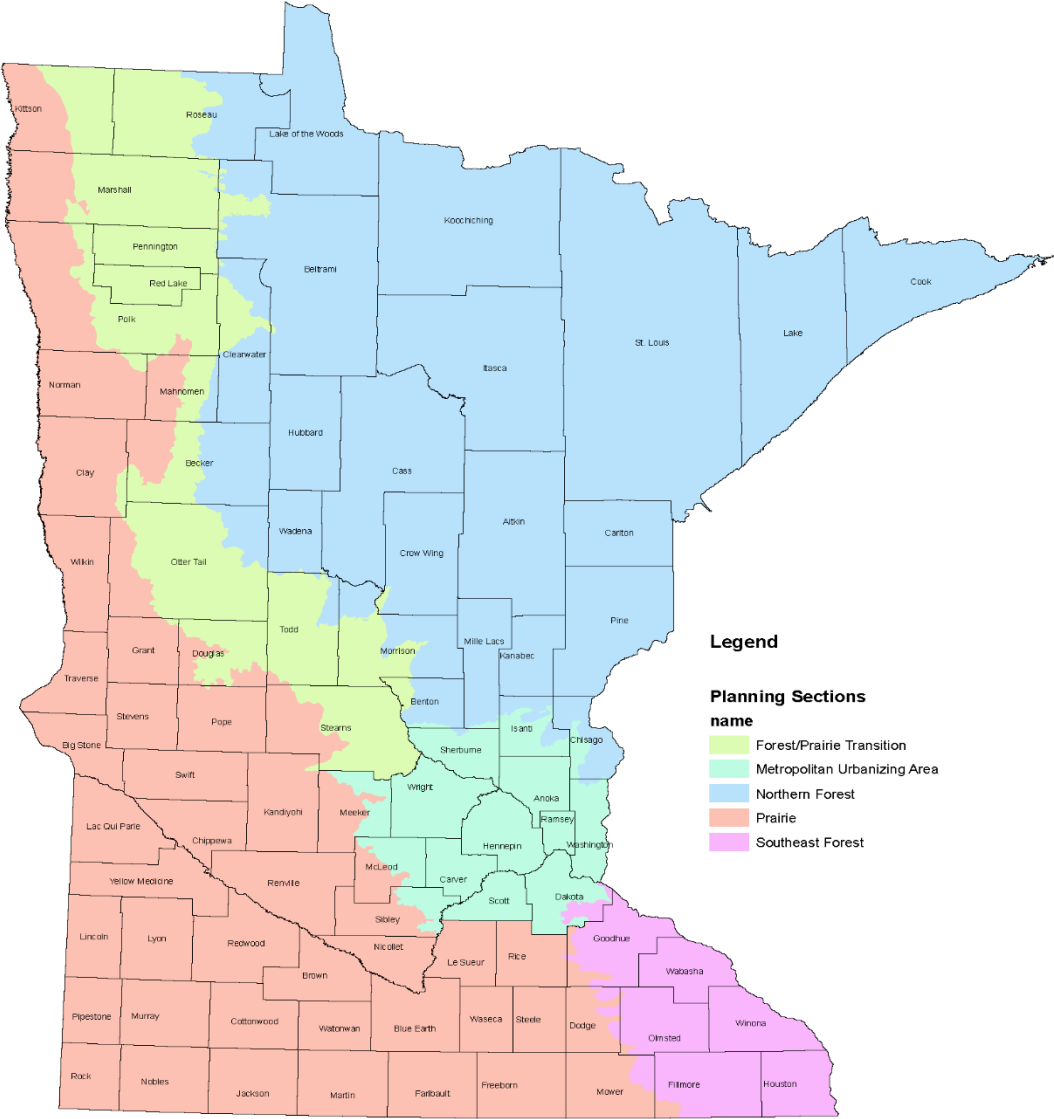 Kittson
Roseau
Lake of the Woods
Marshall
Koochiching
Pennington
Beltrami
Red Lake
Cook
Polk
Lake
St. Louis
Clearwater
Itasca
Norman
Mahnomen
Hubbard
Becker
Clay
Cass
Aitkin
Wadena
Carlton
Crow Wing
Wilkin
Otter Tail
Pine
Todd
Mille Lacs
Legend
Grant
Douglas
Morrison
Kanabec
Traverse
Planning Sections
Benton
Stevens
Pope
name
Stearns
Isanti
Chisago
Big Stone
Sherburne
Forest/Prairie Transition
Metropolitan Urbanizing Area
Swift
Wright
Northern Forest
Anoka
Kandiyohi
Meeker
Prairie
Ramsey
Lac Qui Parle
Chippewa
Hennepin
Washington
Southeast Forest
McLeod
Yellow Medicine
Renville
Carver
Scott
Dakota
Sibley
Lincoln
Lyon
Redwood
Nicollet
Goodhue
Le Sueur
Rice
Brown
Wabasha
Pipestone
Murray
Cottonwood
Watonwan
Blue Earth
Waseca
Steele
Dodge
Olmsted
Winona
Rock
Nobles
Jackson
Martin
Faribault
Freeborn
Mower
Fillmore
Houston